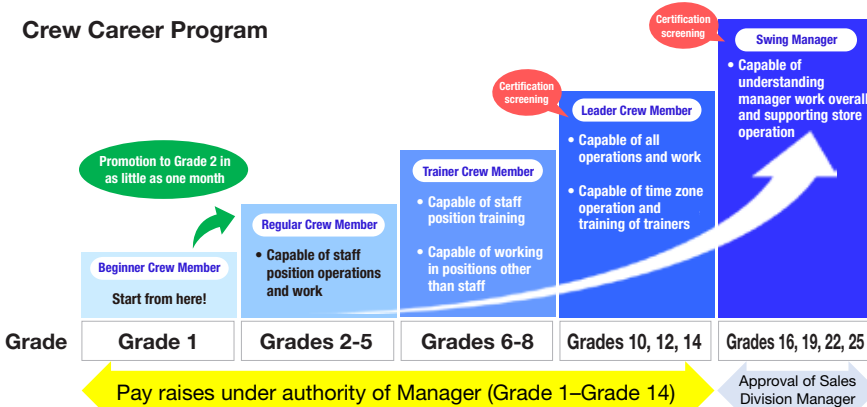 Crew Career Program
Certification
screening
Swing Manager
• Capable of
understanding
manager work overall
and supporting store
operation
Certification
screening
Leader Crew Member
• Capable of all
operations and work
• Capable of time zone
operation and
training of trainers
Promotion to Grade 2 in
as little as one month
Trainer Crew Member
• Capable of staff
position training
• Capable of working
in positions other
than staff
Regular Crew Member
• Capable of staff
position operations
and work
Beginner Crew Member
Start from here!
Grade
Grade 1
Grades 2-5
Grades 6-8
Grades 10, 12, 14
Grades 16, 19, 22, 25
Pay raises under authority of Manager (Grade 1–Grade 14)
Approval of Sales
Division Manager